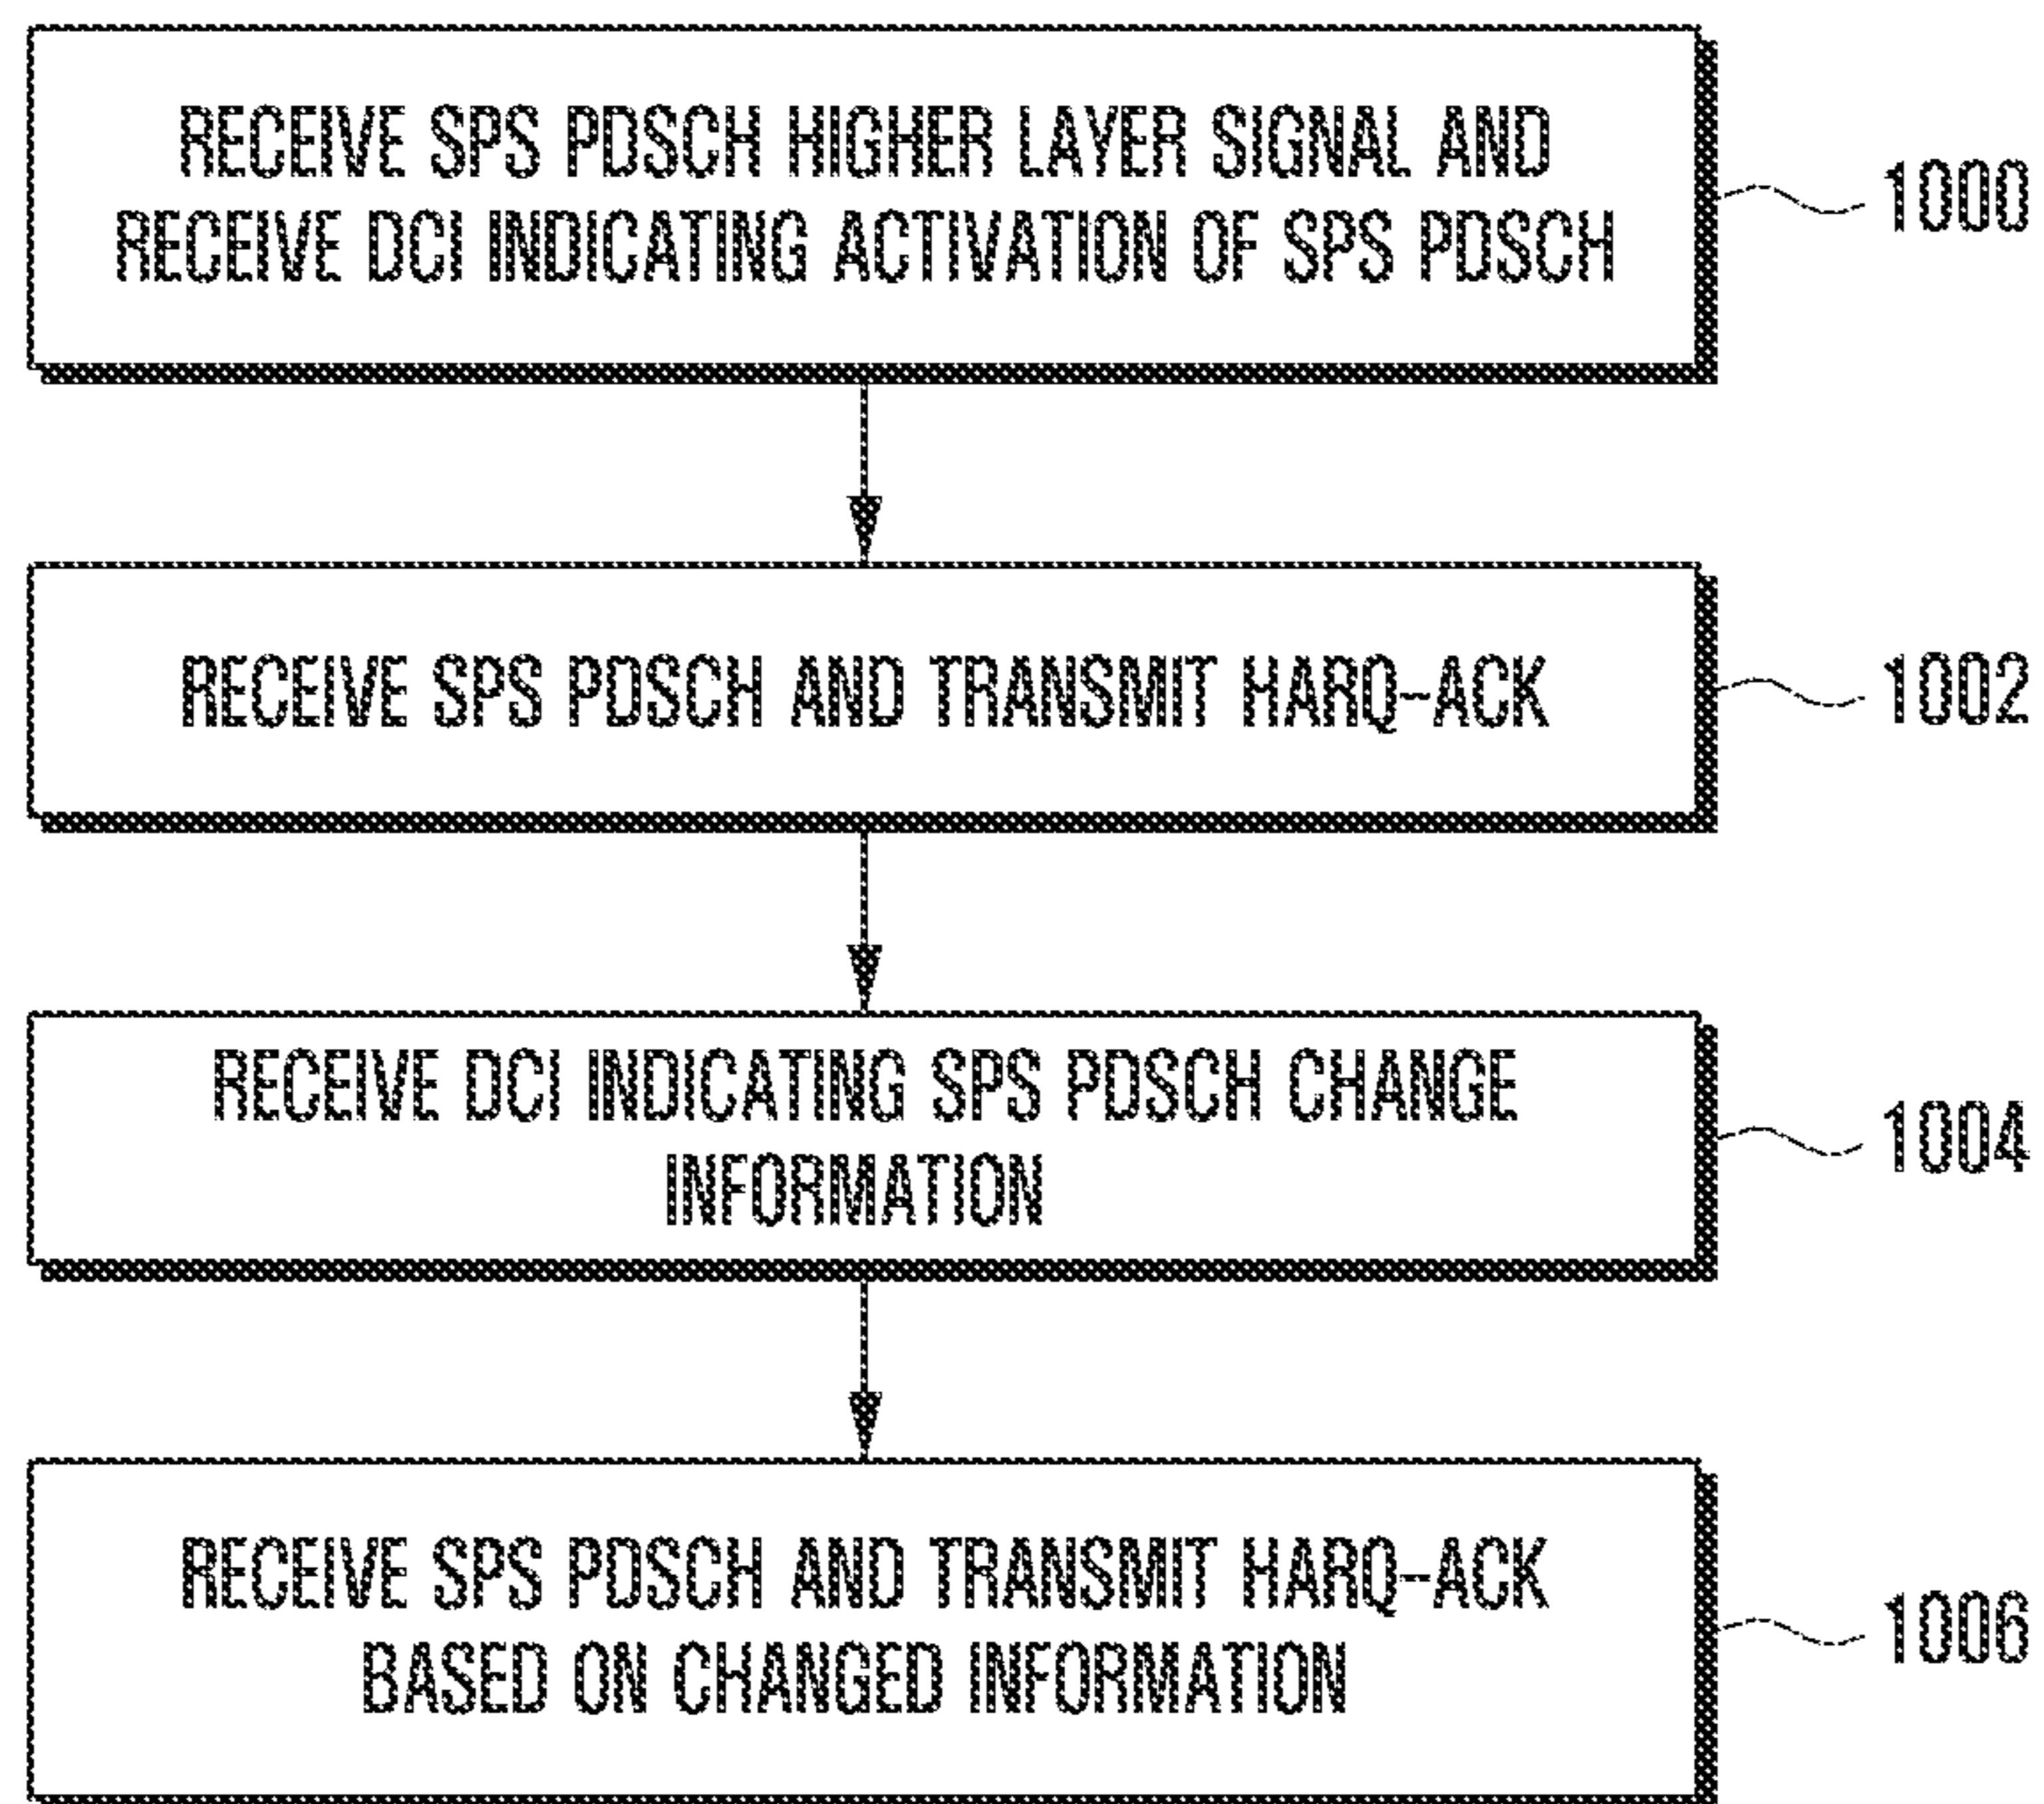 RECEIVE SPS PDSCH HIGHER LAYER SIGNAL AND
RECEIVE DCI INDICATING ACTIVATION OF SPS PDSCH
1000
RECEIVE SPS PDSCH AND TRANSMIT HARQ-ACK
1002
RECEIVE DCI INDICATING SPS PDSCH CHANGE
INFORMATION
1004
RECEIVE SPS PDSCH AND TRANSMIT HARQ-ACK
BASED ON CHANGED INFORMATION
1006